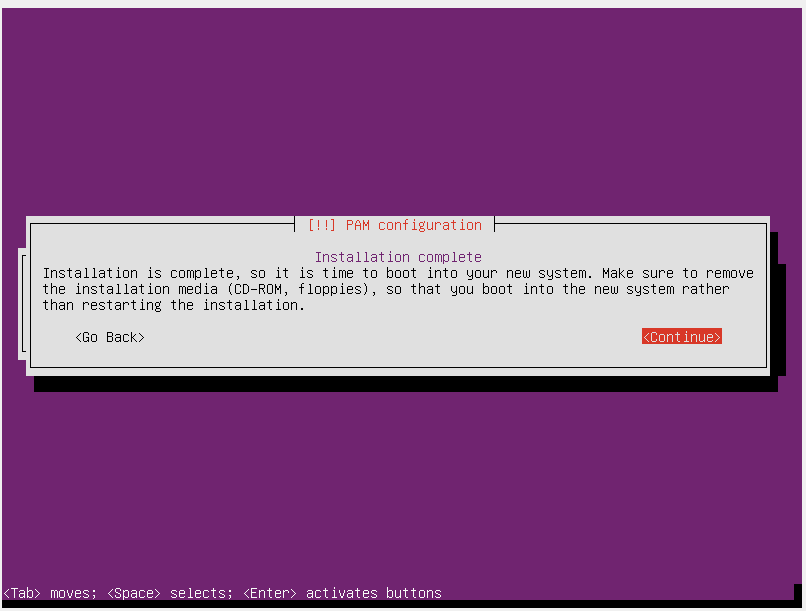 [!!] PAM configuration
Installation complete
Installation is complete, so it is time to boot into your new system. Make sure to remove
the installation media (CD-ROM, floppies), so that you boot into the new system rather
than restarting the installation.
<Go Back> <Continue>
<Tab> moves; <Space> selects; <Enter> activates buttons